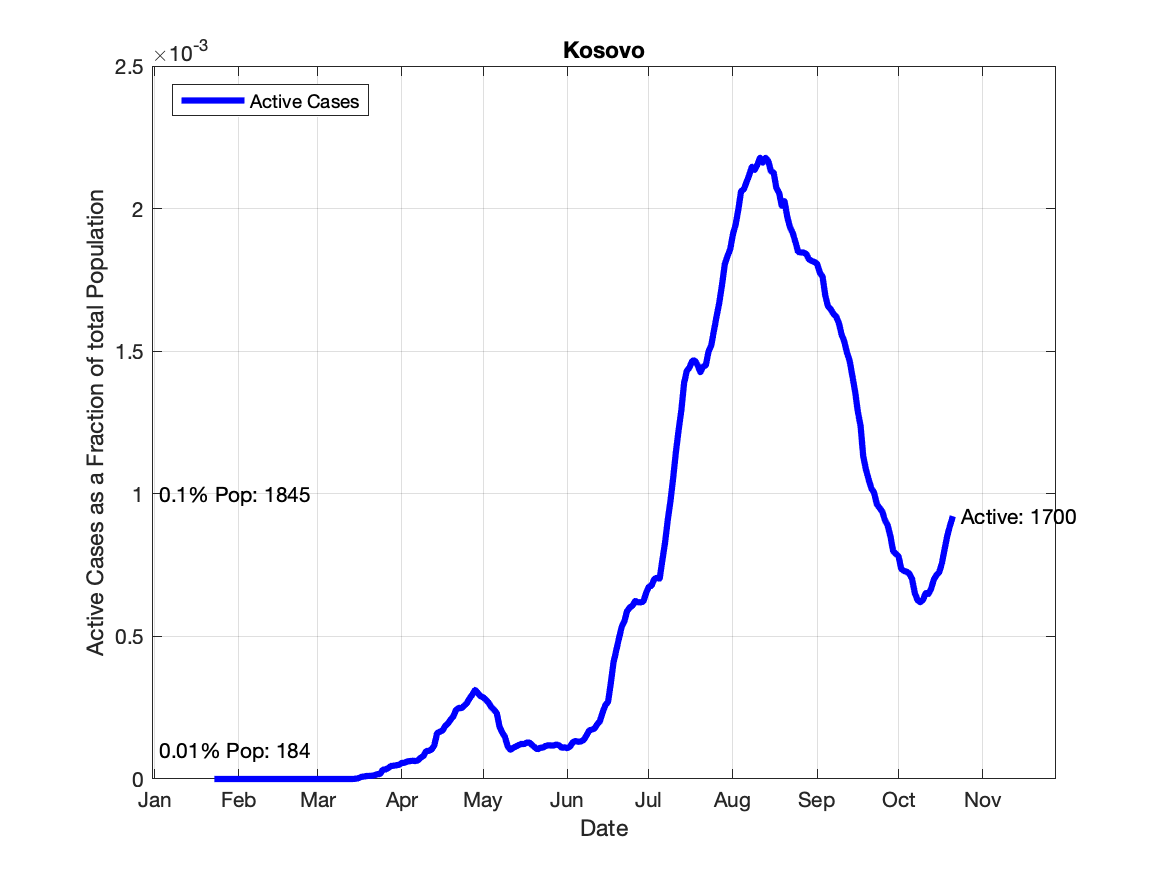 Kosovo
×10-3
2.5
Active Cases
2
1.5
1
0.1% Pop: 1845
Active: 1700
0.5
0.01% Pop: 184
0
Jan Feb Mar Apr May Jun Jul Aug Sep Oct Nov
Date
Active Cases as a Fraction of total Population